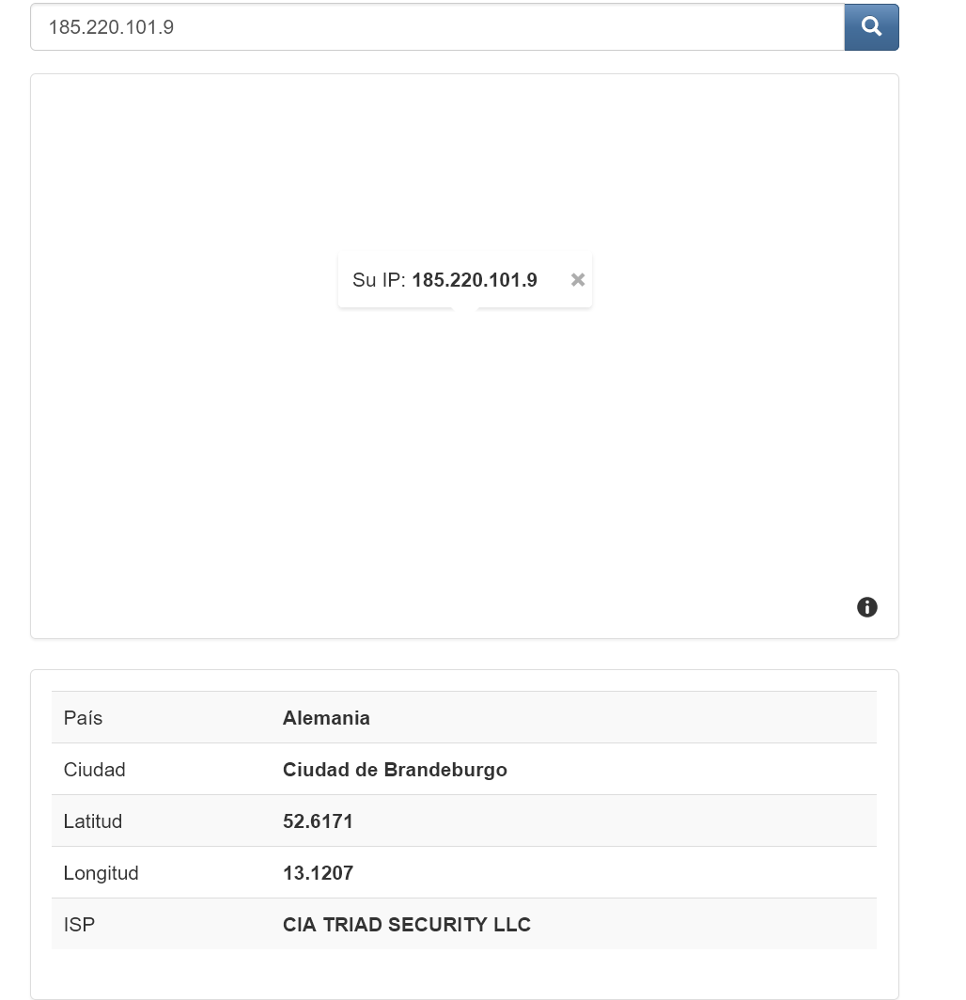 185.220.101.9
Su IP: 185.220.101.9
País Alemania
Ciudad Ciudad de Brandeburgo
Latitud 52.6171
Longitud 13.1207
ISP CIA TRIAD SECURITY LLC